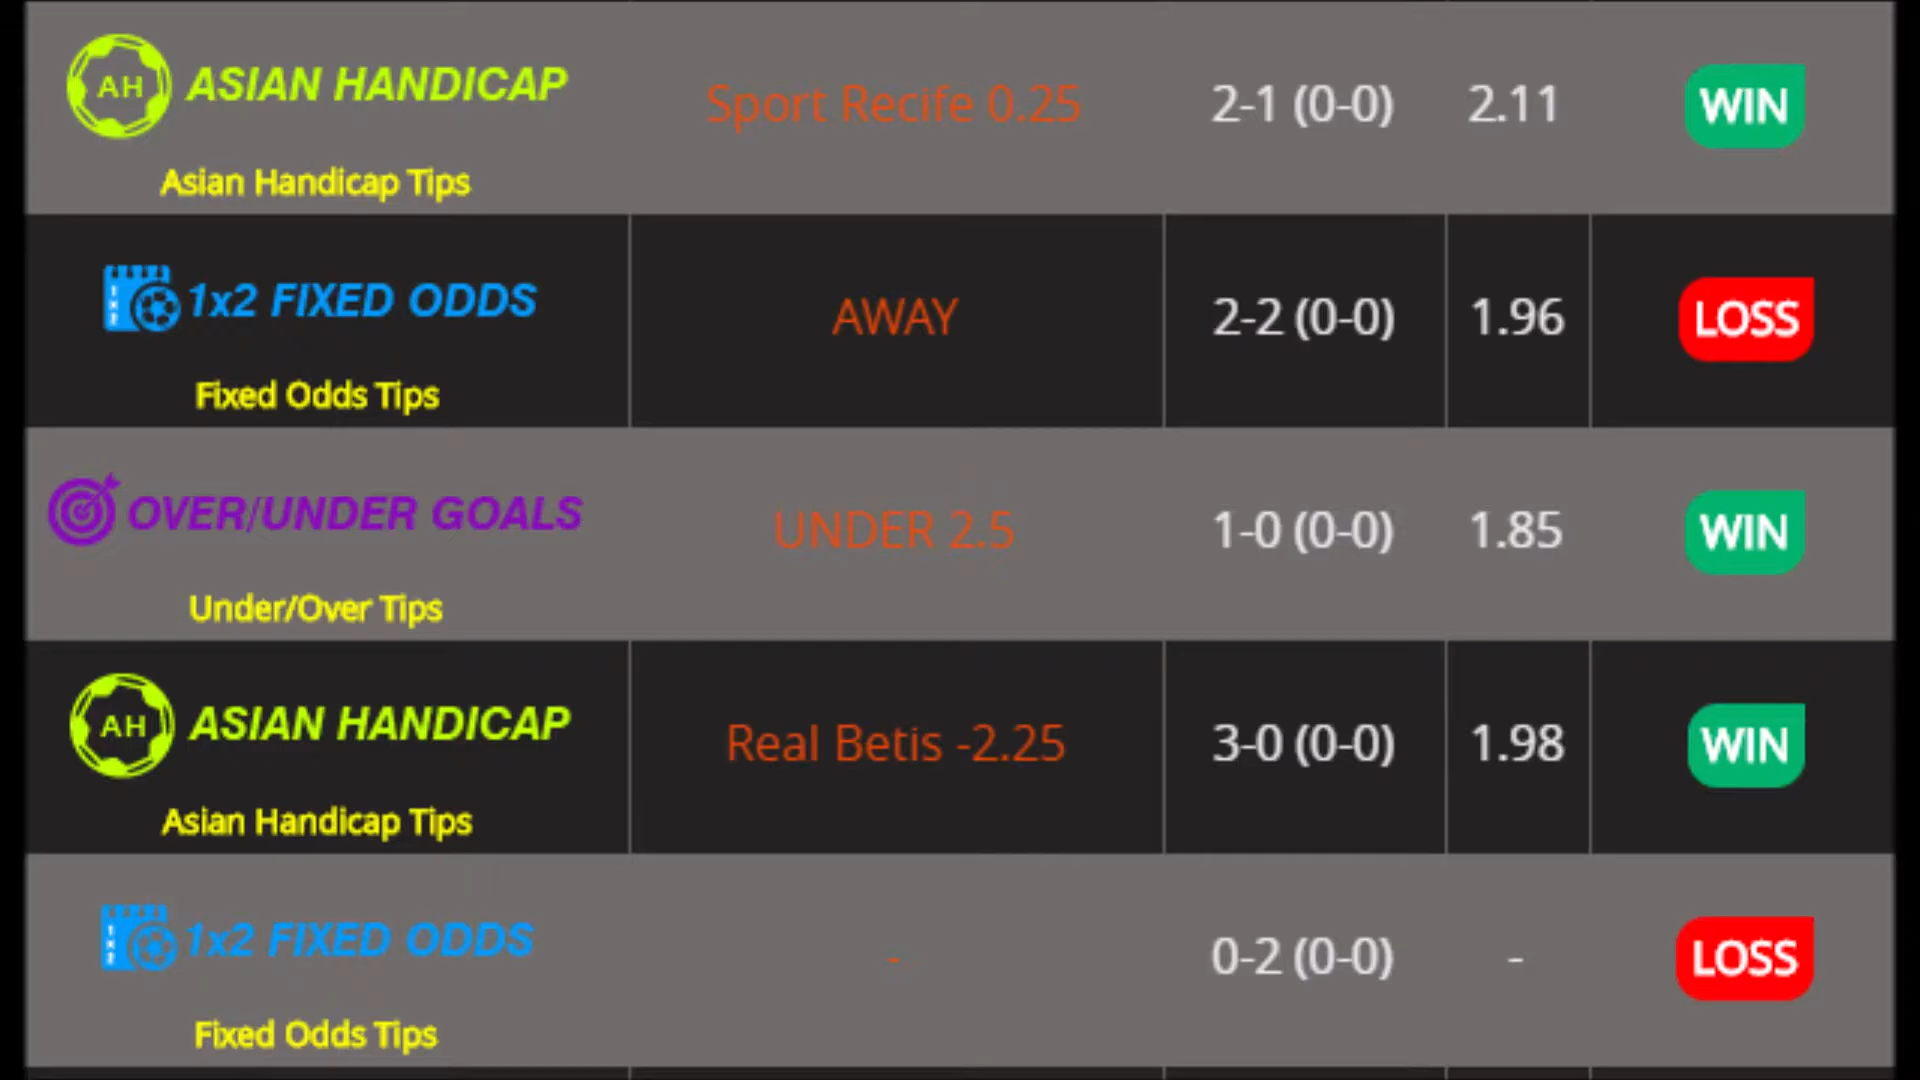 AH ASIAN HANDICAP
Asian Handicap Tips
Sport Recife 0.25
2-1 (0-0)
2.11
WIN
1x2 1x2 FIXED ODDS
Fixed Odds Tips
AWAY
2-2 (0-0)
1.96
LOSS
OVER/UNDER GOALS
Under/Over Tips
UNDER 2.5
1-0 (0-0)
1.85
WIN
AH ASIAN HANDICAP
Asian Handicap Tips
Real Betis -2.25
3-0 (0-0)
1.98
WIN
1x2 1x2 FIXED ODDS
Fixed Odds Tips
-
0-2 (0-0)
-
LOSS